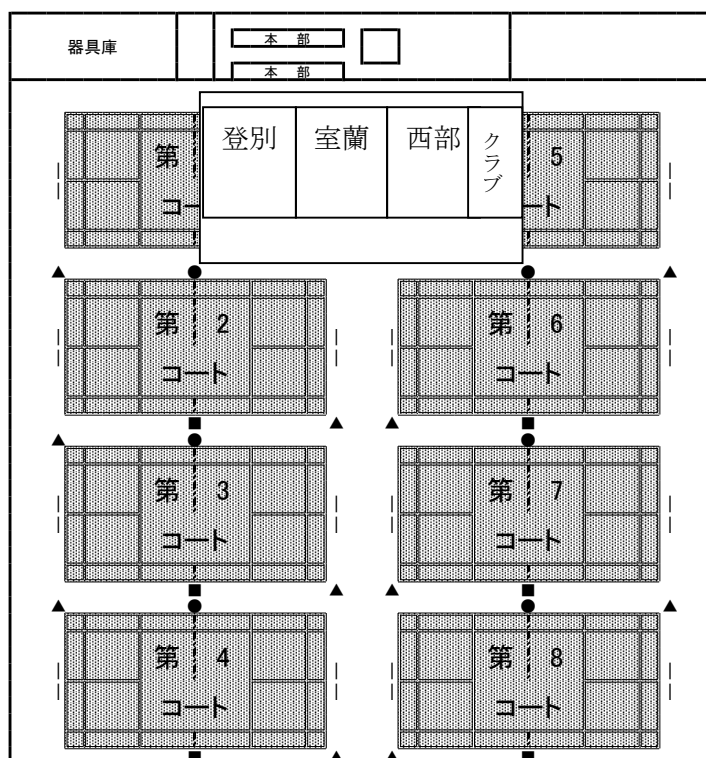 器具庫
本 部
本 部
登別
室蘭
西部
クラブ
第
コ
5
ト
第 2
コート
第 6
コート
第 3
コート
第 7
コート
第 4
コート
第 8
コート